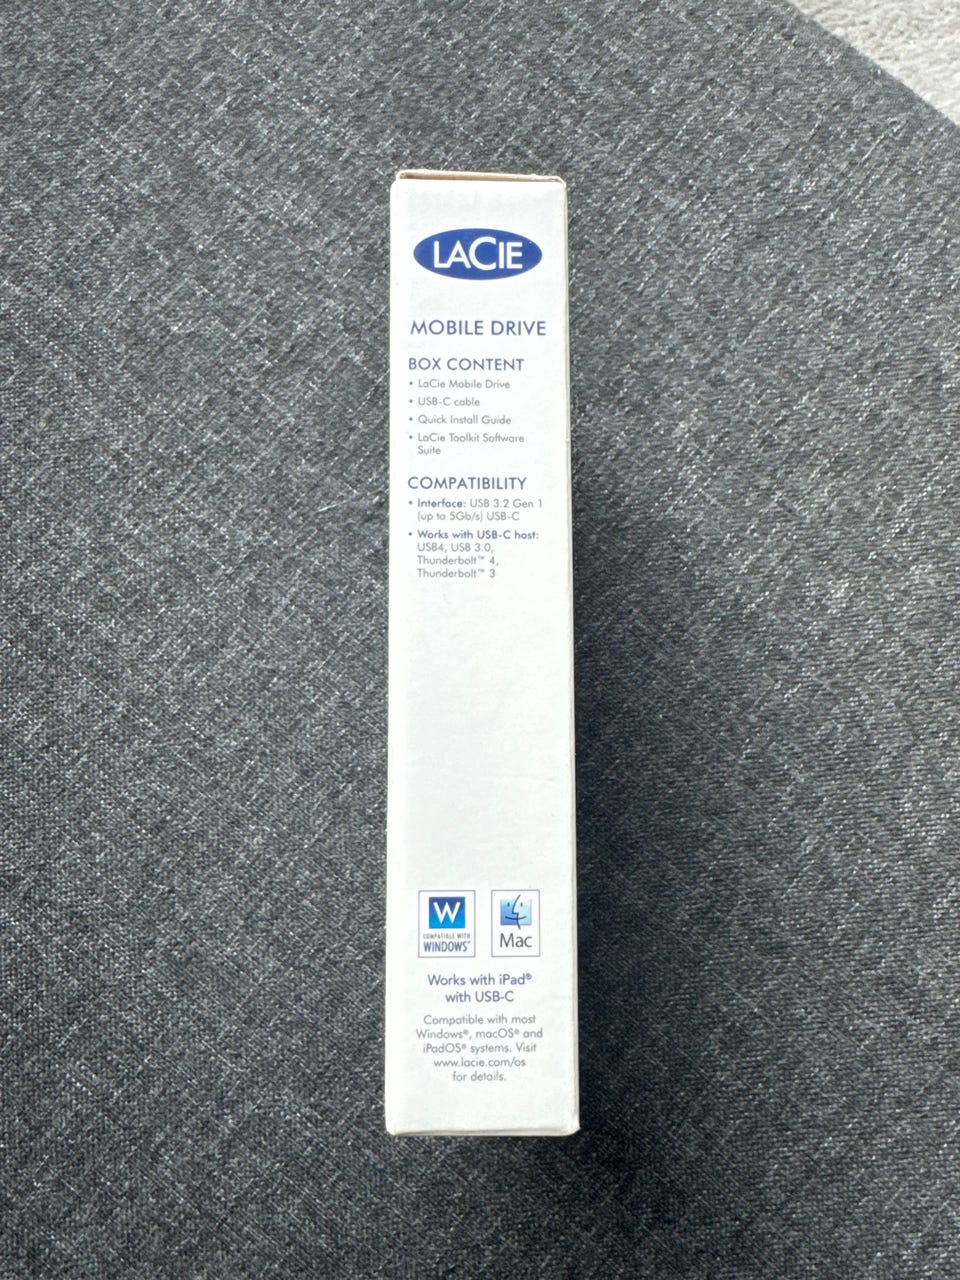 LACIE
MOBILE DRIVE
BOX CONTENT
• LaCie Mobile Drive
• USB-C cable
• Quick Install Guide
• LaCie Toolkit Software
Suite
COMPATIBILITY
• Interface: USB 3.2 Gen 1
(up to 5Gb/s) USB-C
• Works with USB-C host:
USB4, USB 3.0,
Thunderbolt™ 4,
Thunderbolt™ 3
W
COMPATIBLE WITH
WINDOWS®
Mac
Works with iPad®
with USB-C
Compatible with most
Windows®, macOS® and
iPadOS® systems. Visit
www.lacie.com/os
for details.